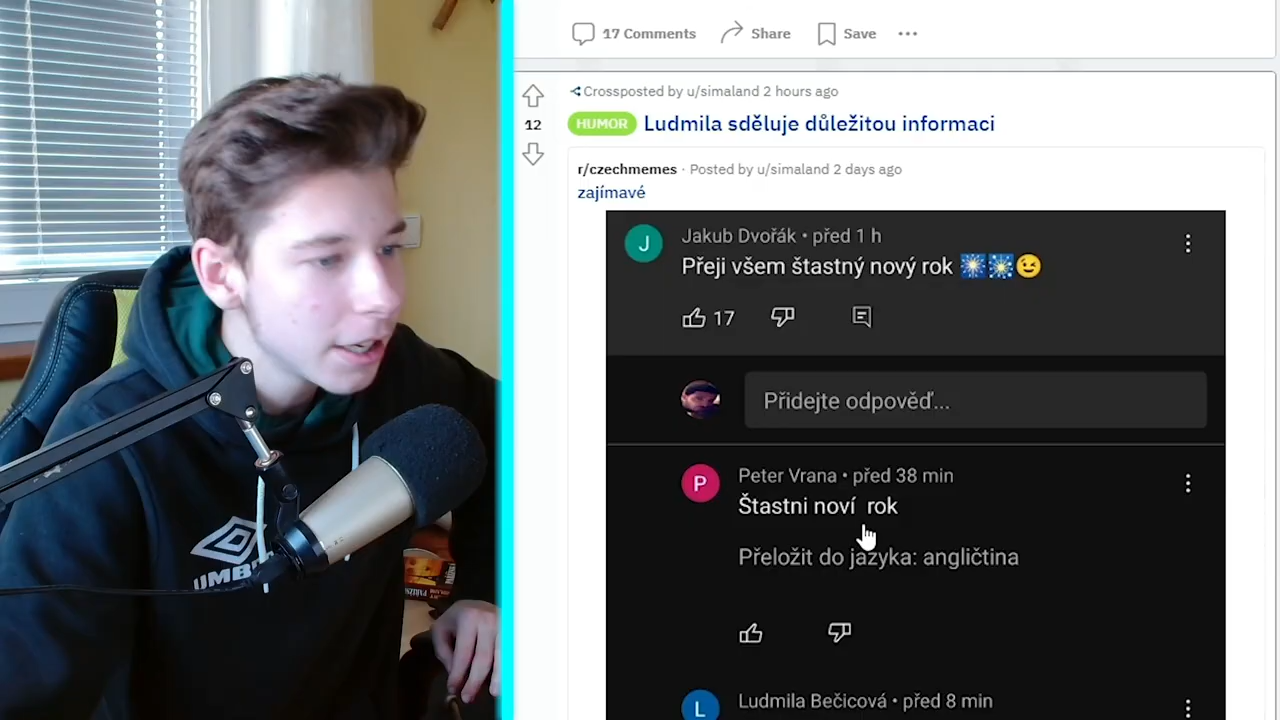 17 Comments Share Save
Crossposted by u/simaland 2 hours ago
12
HUMOR Ludmila sděluje důležitou informaci
r/czechmemes · Posted by u/simaland 2 days ago
zajímavé
J Jakub Dvořák • před 1 h
Přeji všem štastný nový rok 🎆🎆😉
17
Přidejte odpověď...
P Peter Vrana • před 38 min
Štastni noví rok
Přeložit do jazyka: angličtina
L Ludmila Bečicová • před 8 min